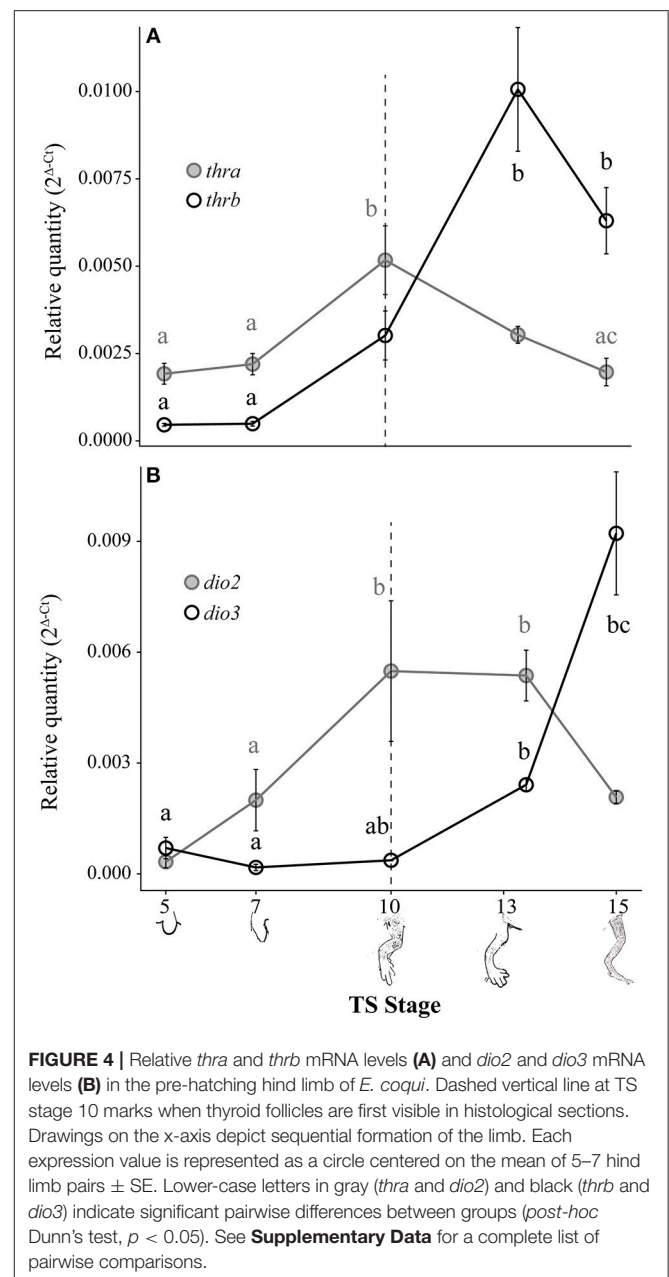 A
0.0100
0.0075
0.0050
0.0025
0.0000
Relative quantity (2^Δ-Ct)
thra
thrb
a
a
b
ac
a
a
b
b
B
0.009
0.006
0.003
0.000
Relative quantity (2^Δ-Ct)
dio2
dio3
a
b
b
a
a
ab
b
bc
5 7 10 13 15
TS Stage
FIGURE 4 | Relative thra and thrb mRNA levels (A) and dio2 and dio3 mRNA
levels (B) in the pre-hatching hind limb of E. coqui. Dashed vertical line at TS
stage 10 marks when thyroid follicles are first visible in histological sections.
Drawings on the x-axis depict sequential formation of the limb. Each
expression value is represented as a circle centered on the mean of 5–7 hind
limb pairs ± SE. Lower-case letters in gray (thra and dio2) and black (thrb and
dio3) indicate significant pairwise differences between groups (post-hoc
Dunn's test, p < 0.05). See Supplementary Data for a complete list of
pairwise comparisons.